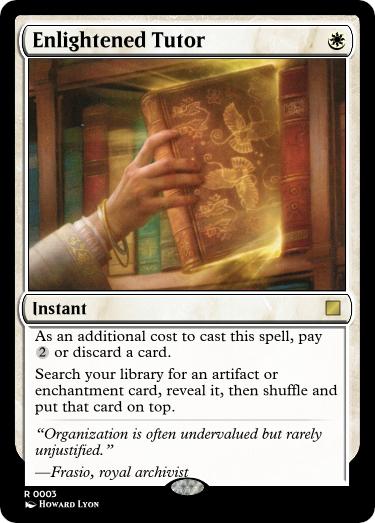 Enlightened Tutor
Instant
As an additional cost to cast this spell, pay
2 or discard a card.
Search your library for an artifact or
enchantment card, reveal it, then shuffle and
put that card on top.
“Organization is often undervalued but rarely
unjustified.”
—Frasio, royal archivist
R 0003
Howard Lyon